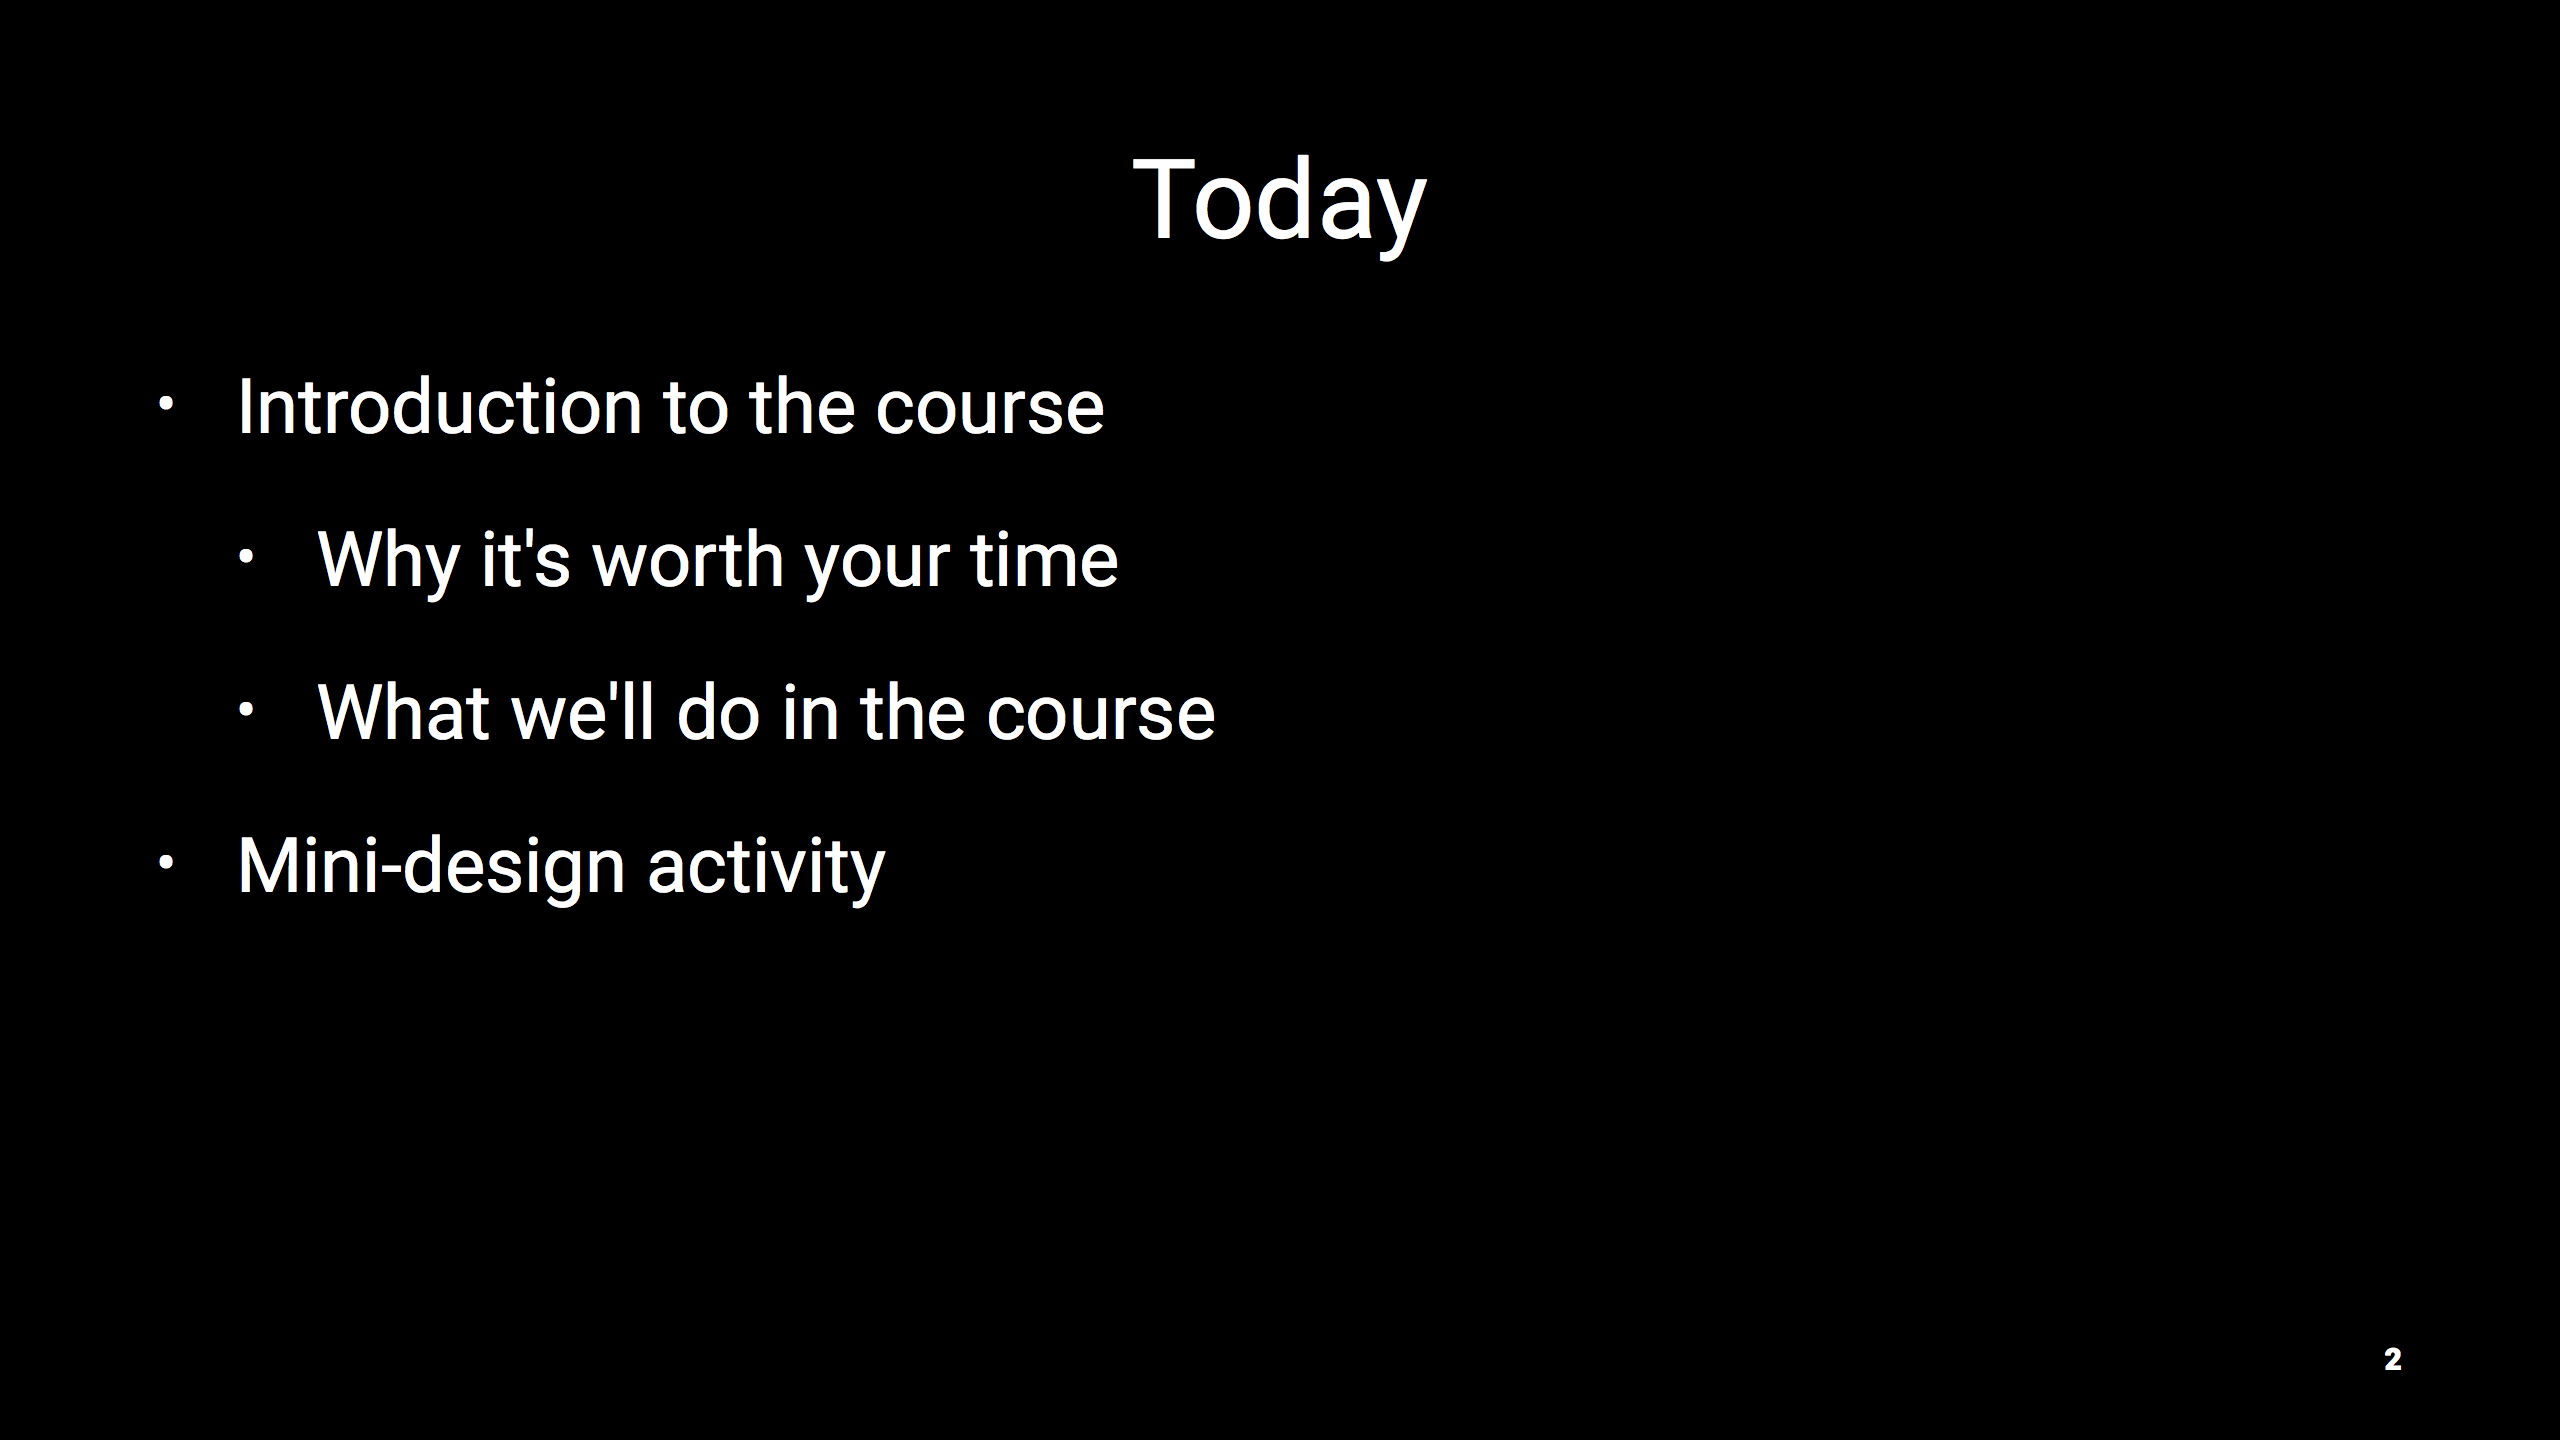 Today
• Introduction to the course
• Why it's worth your time
• What we'll do in the course
• Mini-design activity
2